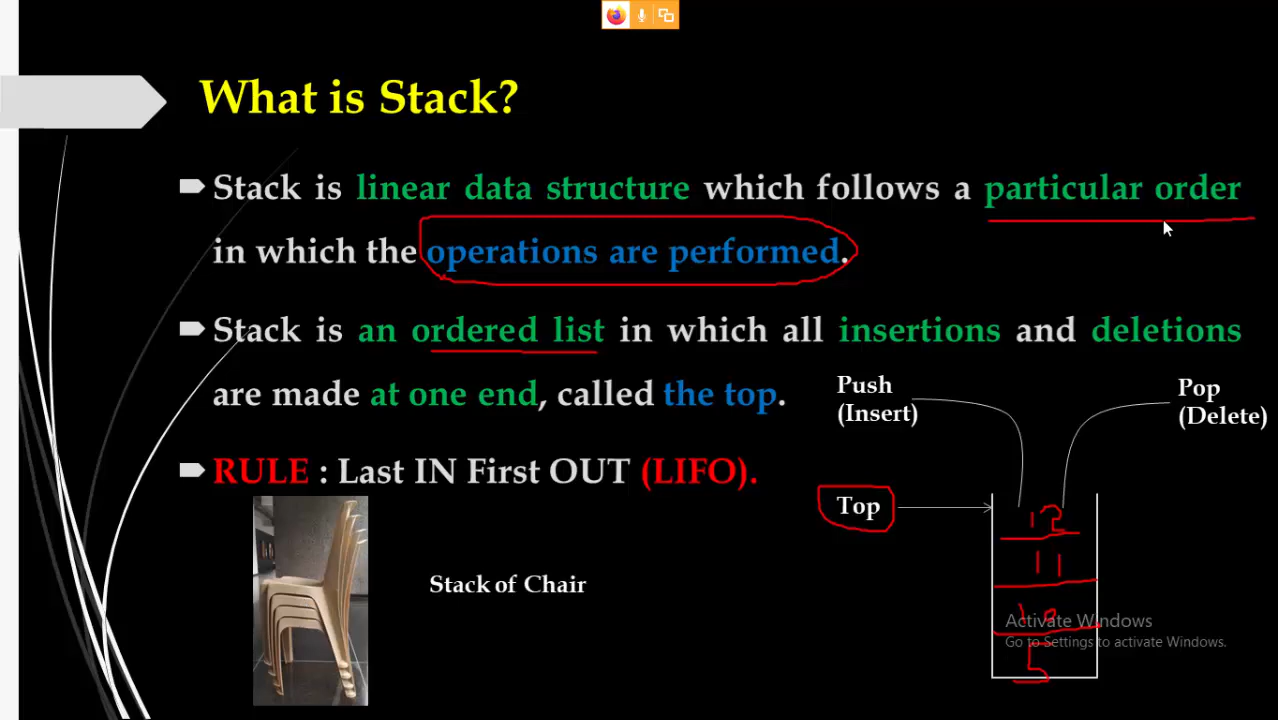 What is Stack?
Stack is linear data structure which follows a particular order
in which the operations are performed.
Stack is an ordered list in which all insertions and deletions
are made at one end, called the top.
Push
(Insert)
Pop
(Delete)
RULE : Last IN First OUT (LIFO).
Top
12
11
10
5
Stack of Chair
Activate Windows
Go to Settings to activate Windows.